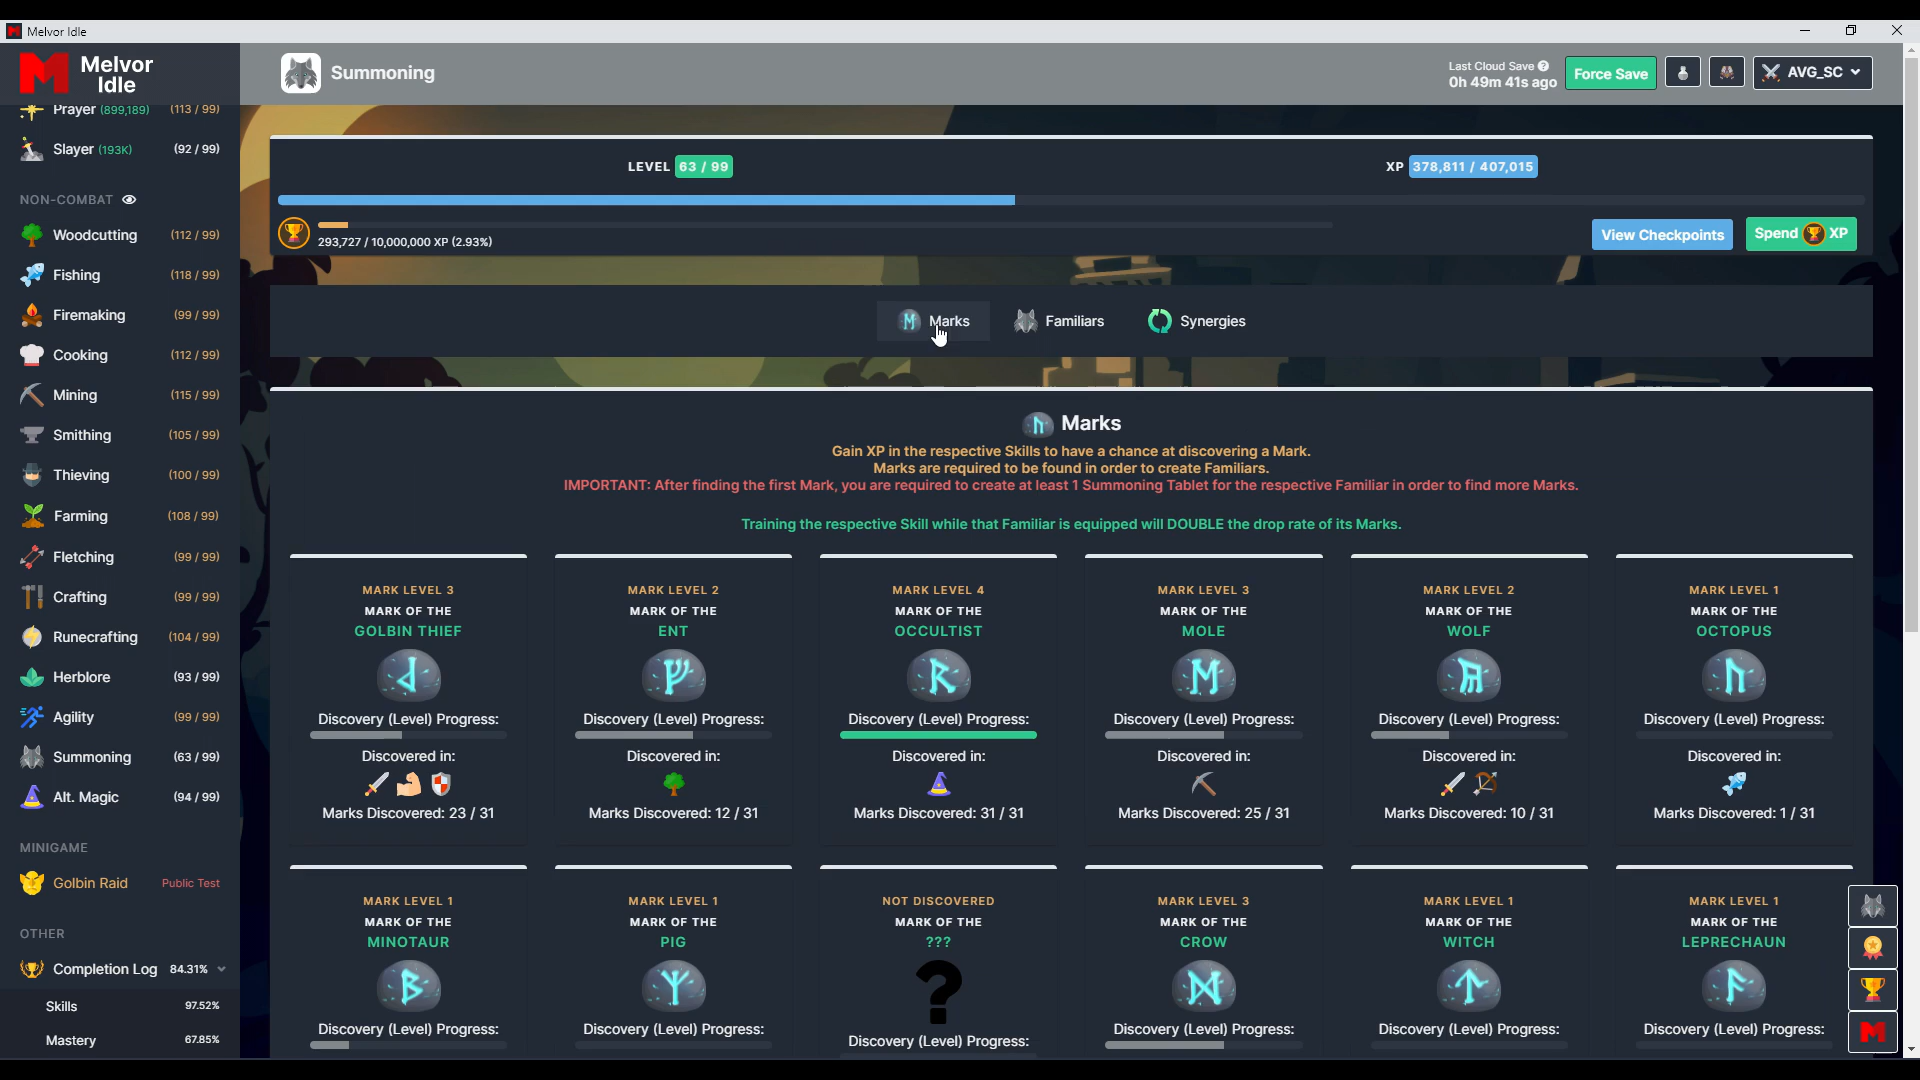 Melvor Idle
Melvor
Idle
Summoning
Last Cloud Save
0h 49m 41s ago
Force Save
AVG_SC
Prayer (899,189) (113 / 99)
Slayer (193K) (92 / 99)
NON-COMBAT
Woodcutting (112 / 99)
Fishing (118 / 99)
Firemaking (99 / 99)
Cooking (112 / 99)
Mining (115 / 99)
Smithing (105 / 99)
Thieving (100 / 99)
Farming (108 / 99)
Fletching (99 / 99)
Crafting (99 / 99)
Runecrafting (104 / 99)
Herblore (93 / 99)
Agility (99 / 99)
Summoning (63 / 99)
Alt. Magic (94 / 99)
MINIGAME
Golbin Raid Public Test
OTHER
Completion Log 84.31%
Skills 97.52%
Mastery 67.85%
LEVEL 63 / 99
XP 378,811 / 407,015
293,727 / 10,000,000 XP (2.93%)
View Checkpoints
Spend XP
Marks
Familiars
Synergies
Marks
Gain XP in the respective Skills to have a chance at discovering a Mark.
Marks are required to be found in order to create Familiars.
IMPORTANT: After finding the first Mark, you are required to create at least 1 Summoning Tablet for the respective Familiar in order to find more Marks.
Training the respective Skill while that Familiar is equipped will DOUBLE the drop rate of its Marks.
MARK LEVEL 3
MARK OF THE
GOLBIN THIEF
Discovery (Level) Progress:
Discovered in:
Marks Discovered: 23 / 31
MARK LEVEL 2
MARK OF THE
ENT
Discovery (Level) Progress:
Discovered in:
Marks Discovered: 12 / 31
MARK LEVEL 4
MARK OF THE
OCCULTIST
Discovery (Level) Progress:
Discovered in:
Marks Discovered: 31 / 31
MARK LEVEL 3
MARK OF THE
MOLE
Discovery (Level) Progress:
Discovered in:
Marks Discovered: 25 / 31
MARK LEVEL 2
MARK OF THE
WOLF
Discovery (Level) Progress:
Discovered in:
Marks Discovered: 10 / 31
MARK LEVEL 1
MARK OF THE
OCTOPUS
Discovery (Level) Progress:
Discovered in:
Marks Discovered: 1 / 31
MARK LEVEL 1
MARK OF THE
MINOTAUR
Discovery (Level) Progress:
MARK LEVEL 1
MARK OF THE
PIG
Discovery (Level) Progress:
NOT DISCOVERED
MARK OF THE
???
Discovery (Level) Progress:
MARK LEVEL 3
MARK OF THE
CROW
Discovery (Level) Progress:
MARK LEVEL 1
MARK OF THE
WITCH
Discovery (Level) Progress:
MARK LEVEL 1
MARK OF THE
LEPRECHAUN
Discovery (Level) Progress: